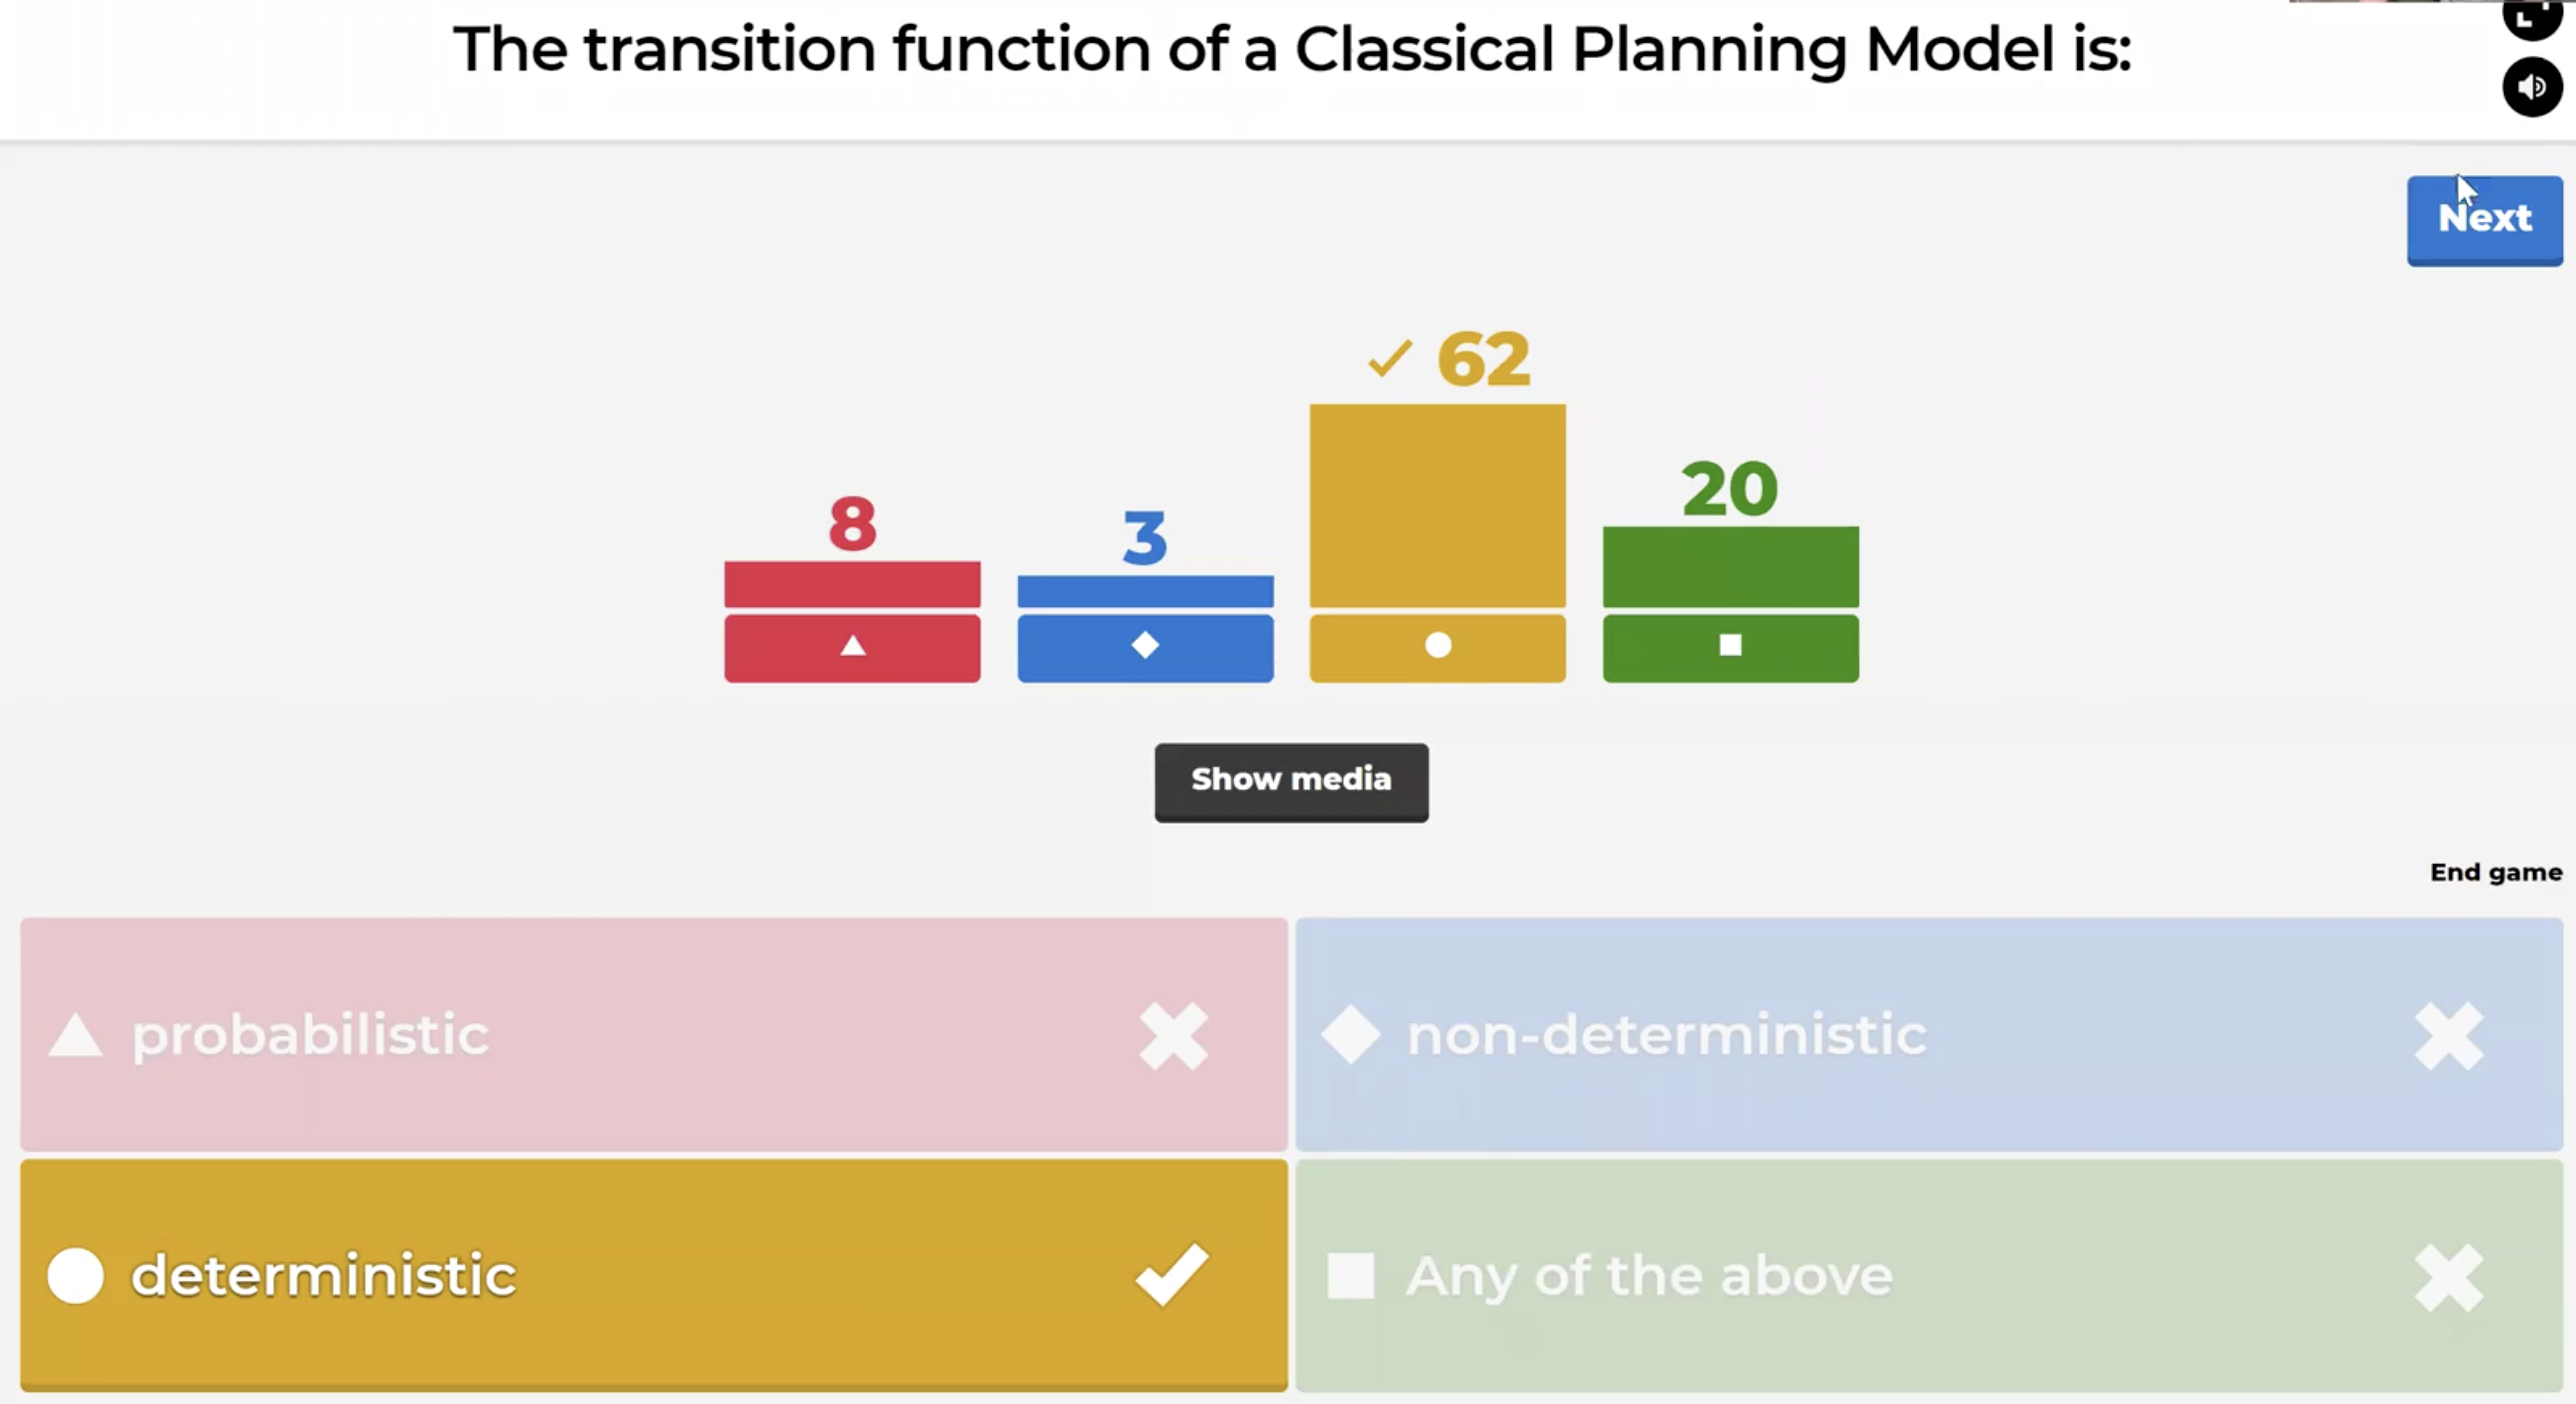 The transition function of a Classical Planning Model is:
Next
62
20
8
3
Show media
End game
probabilistic
non-deterministic
deterministic
Any of the above